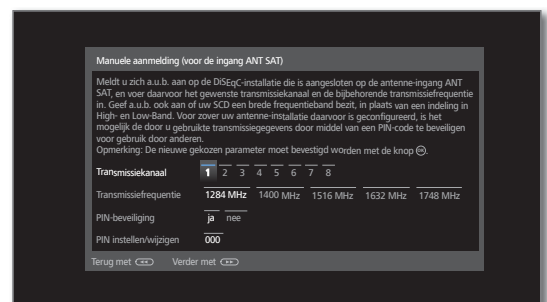 Manuele aanmelding (voor de ingang ANT SAT)
Meldt u zich a.u.b. aan op de DiSEqC-installatie die is aangesloten op de antenne-ingang ANT
SAT, en voer daarvoor het gewenste transmissiekanaal en de bijbehorende transmissiefrequentie
in. Geef a.u.b. ook aan of uw SCD een brede frequentieband bezit, in plaats van een indeling in
High- en Low-Band. Voor zover uw antenne-installatie daarvoor is geconfigureerd, is het
mogelijk de door u gebruikte transmissiegegevens door middel van een PIN-code te beveiligen
voor gebruik door anderen.
Opmerking: De nieuwe gekozen parameter moet bevestigd worden met de knop OK.
Transmissiekanaal 1 2 3 4 5 6 7 8
Transmissiefrequentie 1284 MHz 1400 MHz 1516 MHz 1632 MHz 1748 MHz
PIN-beveiliging ja nee
PIN instellen/wijzigen 000
Terug met Verder met